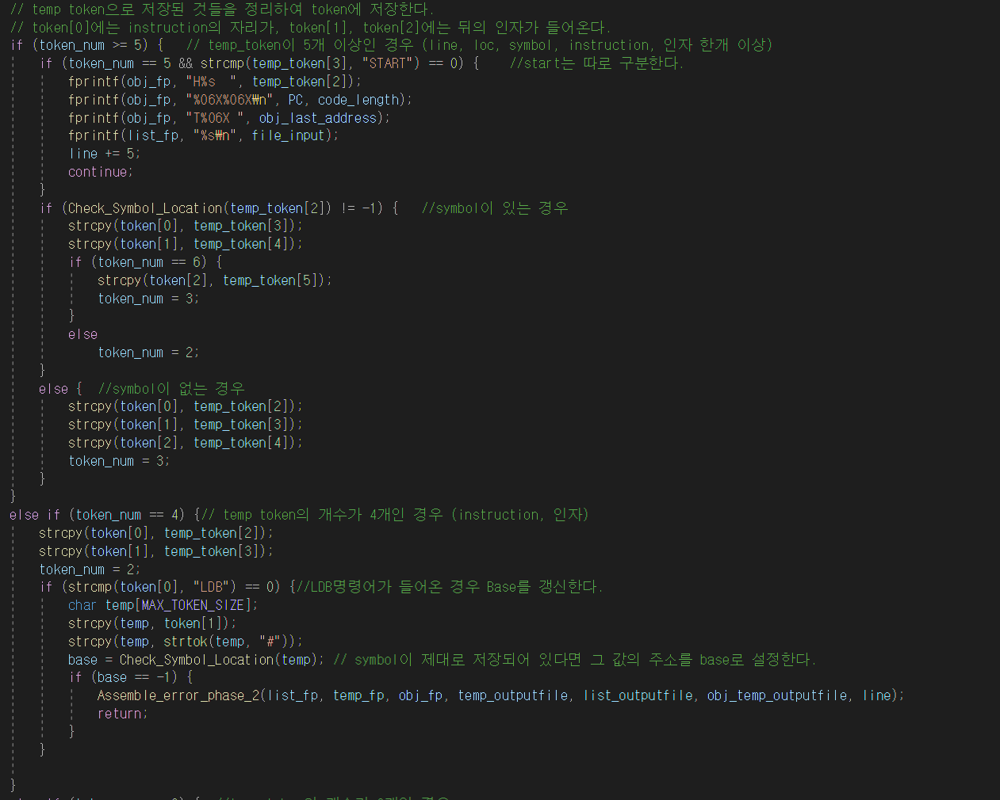 // temp token으로 저장된 것들을 정리하여 token에 저장한다.
// token[0]에는 instruction의 자리가, token[1], token[2]에는 뒤의 인자가 들어온다.
if (token_num >= 5) {   // temp_token이 5개 이상인 경우 (line, loc, symbol, instruction, 인자 한개 이상)
    if (token_num == 5 && strcmp(temp_token[3], "START") == 0) {    //start는 따로 구분한다.
        fprintf(obj_fp, "H%s  ", temp_token[2]);
        fprintf(obj_fp, "%06X%06X₩n", PC, code_length);
        fprintf(obj_fp, "T%06X ", obj_last_address);
        fprintf(list_fp, "%s₩n", file_input);
        line += 5;
        continue;
    }
    if (Check_Symbol_Location(temp_token[2]) != -1) {   //symbol이 있는 경우
        strcpy(token[0], temp_token[3]);
        strcpy(token[1], temp_token[4]);
        if (token_num == 6) {
            strcpy(token[2], temp_token[5]);
            token_num = 3;
        }
        else
            token_num = 2;
    }
    else {  //symbol이 없는 경우
        strcpy(token[0], temp_token[2]);
        strcpy(token[1], temp_token[3]);
        strcpy(token[2], temp_token[4]);
        token_num = 3;
    }
}
else if (token_num == 4) {// temp token의 개수가 4개인 경우 (instruction, 인자)
    strcpy(token[0], temp_token[2]);
    strcpy(token[1], temp_token[3]);
    token_num = 2;
    if (strcmp(token[0], "LDB") == 0) {//LDB명령어가 들어온 경우 Base를 갱신한다.
        char temp[MAX_TOKEN_SIZE];
        strcpy(temp, token[1]);
        strcpy(temp, strtok(temp, "#"));
        base = Check_Symbol_Location(temp); // symbol이 제대로 저장되어 있다면 그 값의 주소를 base로 설정한다.
        if (base == -1) {
            Assemble_error_phase_2(list_fp, temp_fp, obj_fp, temp_outputfile, list_outputfile, obj_temp_outputfile, line);
            return;
        }
    }
}